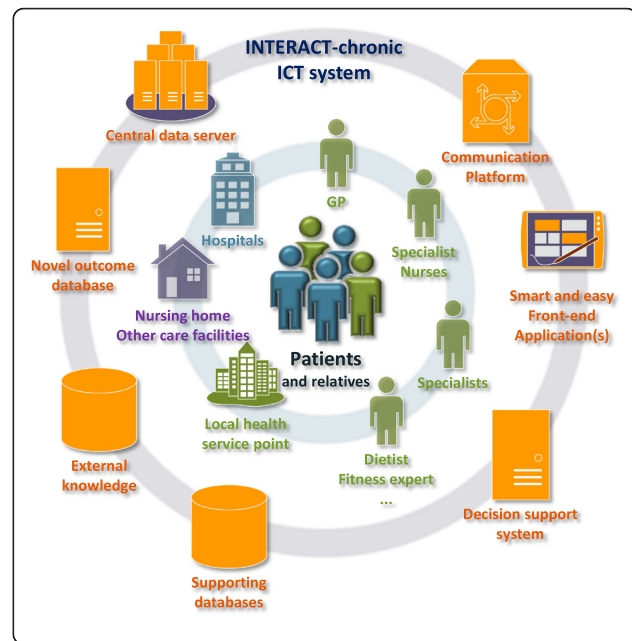 INTERACT-chronic
ICT system
Central data server
Communication
Platform
GP
Hospitals
Specialist
Nurses
Novel outcome
database
Smart and easy
Front-end
Application(s)
Nursing home
Other care facilities
Patients
and relatives
Specialists
Local health
service point
Dietist
Fitness expert
...
External
knowledge
Decision support
system
Supporting
databases